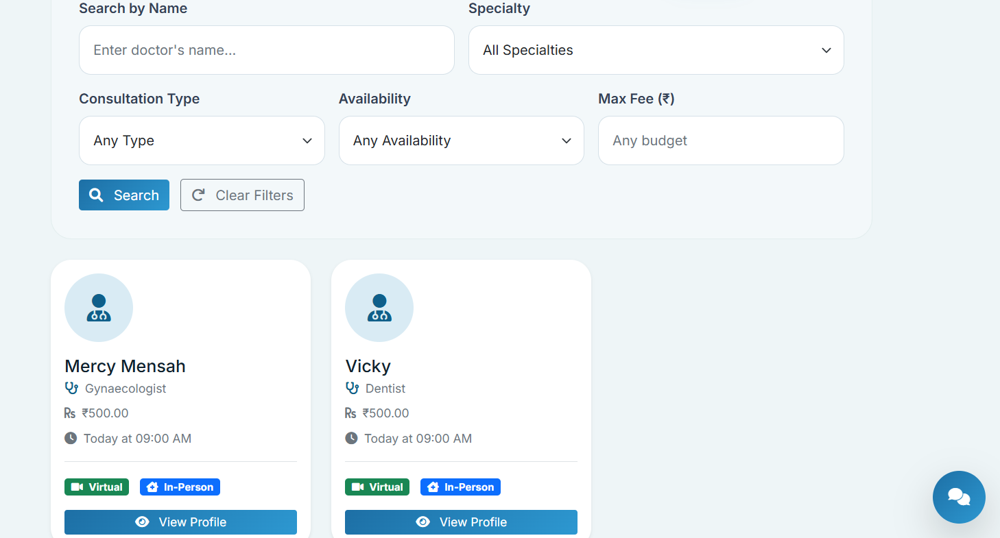 Search by Name
Specialty
Enter doctor's name...
All Specialties
Consultation Type
Availability
Max Fee (₹)
Any Type
Any Availability
Any budget
Search
Clear Filters
Mercy Mensah
Gynaecologist
Rs ₹500.00
Today at 09:00 AM
Virtual
In-Person
View Profile
Vicky
Dentist
Rs ₹500.00
Today at 09:00 AM
Virtual
In-Person
View Profile